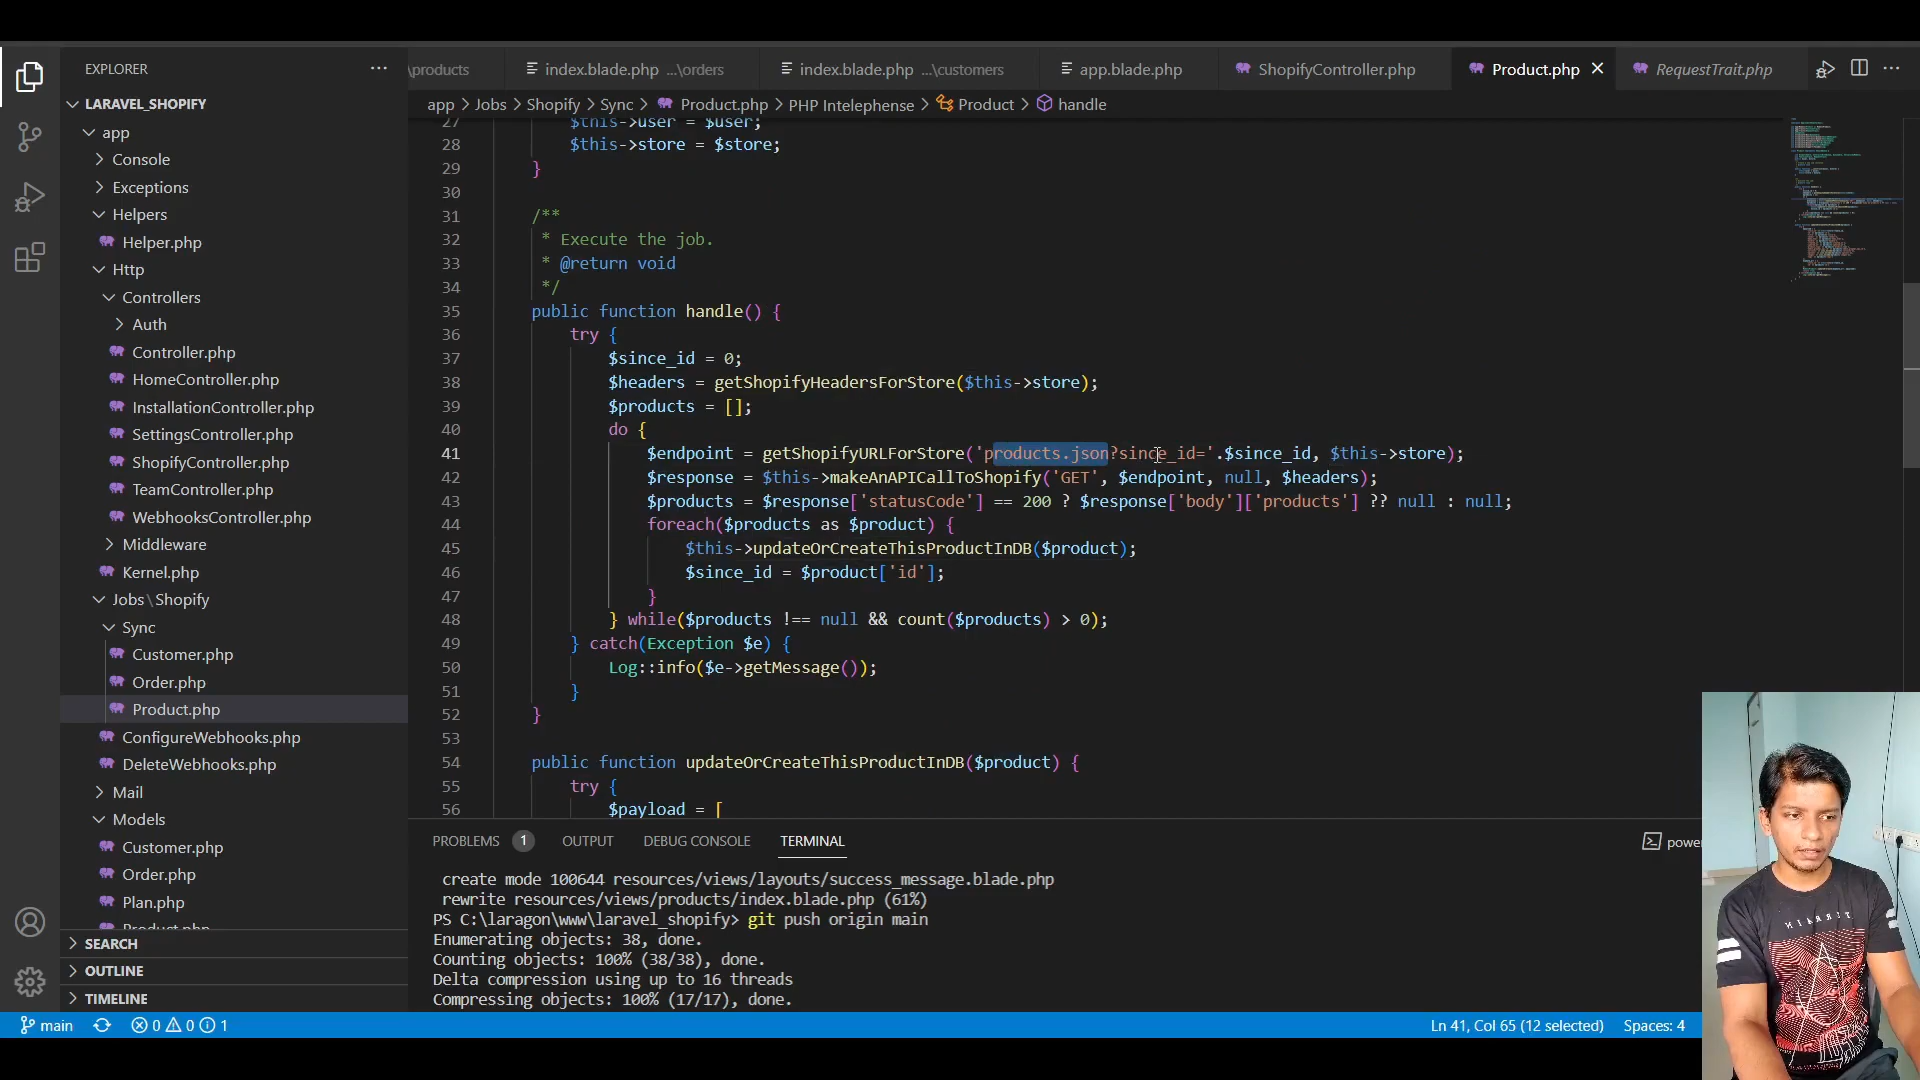 EXPLORER
\products
index.blade.php ...\orders
index.blade.php ...\customers
app.blade.php
ShopifyController.php
Product.php
RequestTrait.php
LARAVEL_SHOPIFY
app
Console
Exceptions
Helpers
Helper.php
Http
Controllers
Auth
Controller.php
HomeController.php
InstallationController.php
SettingsController.php
ShopifyController.php
TeamController.php
WebhooksController.php
Middleware
Kernel.php
Jobs\Shopify
Sync
Customer.php
Order.php
Product.php
ConfigureWebhooks.php
DeleteWebhooks.php
Mail
Models
Customer.php
Order.php
Plan.php
Product.php
SEARCH
OUTLINE
TIMELINE
app > Jobs > Shopify > Sync > Product.php > PHP Intelephense > Product > handle
27 $this->user = $user;
28 $this->store = $store;
29 }
30
31 /**
32 * Execute the job.
33 * @return void
34 */
35 public function handle() {
36 try {
37 $since_id = 0;
38 $headers = getShopifyHeadersForStore($this->store);
39 $products = [];
40 do {
41 $endpoint = getShopifyURLForStore('products.json?since_id='.$since_id, $this->store);
42 $response = $this->makeAnAPICallToShopify('GET', $endpoint, null, $headers);
43 $products = $response['statusCode'] == 200 ? $response['body']['products'] ?? null : null;
44 foreach($products as $product) {
45 $this->updateOrCreateThisProductInDB($product);
46 $since_id = $product['id'];
47 }
48 } while($products !== null && count($products) > 0);
49 } catch(Exception $e) {
50 Log::info($e->getMessage());
51 }
52 }
53
54 public function updateOrCreateThisProductInDB($product) {
55 try {
56 $payload = [
PROBLEMS 1 OUTPUT DEBUG CONSOLE TERMINAL
power
create mode 100644 resources/views/layouts/success_message.blade.php
rewrite resources/views/products/index.blade.php (61%)
PS C:\laragon\www\laravel_shopify> git push origin main
Enumerating objects: 38, done.
Counting objects: 100% (38/38), done.
Delta compression using up to 16 threads
Compressing objects: 100% (17/17), done.
main 0 0 1
Ln 41, Col 65 (12 selected) Spaces: 4